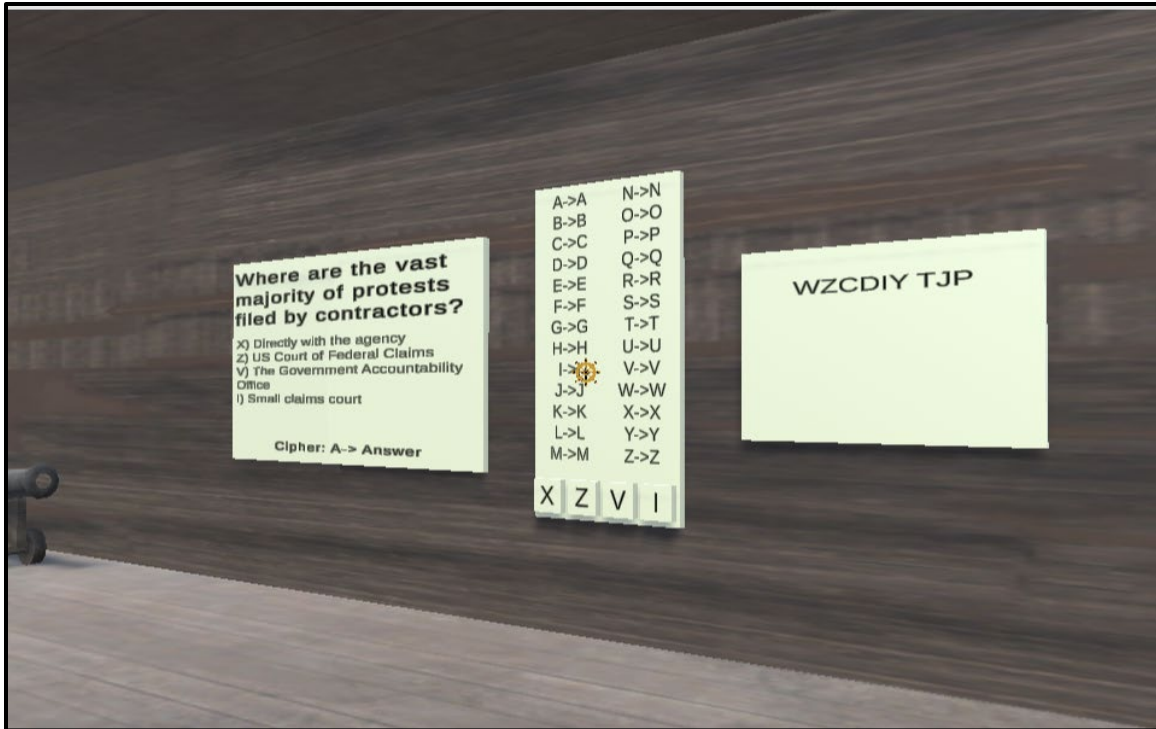 Where are the vast
majority of protests
filed by contractors?
X) Directly with the agency
Z) US Court of Federal Claims
V) The Government Accountability
Office
I) Small claims court
Cipher: A-> Answer
A->A
B->B
C->C
D->D
E->E
F->F
G->G
H->H
I->
J->J
K->K
L->L
M->M
N->N
O->O
P->P
Q->Q
R->R
S->S
T->T
U->U
V->V
W->W
X->X
Y->Y
Z->Z
X Z V I
WZCDIY TJP